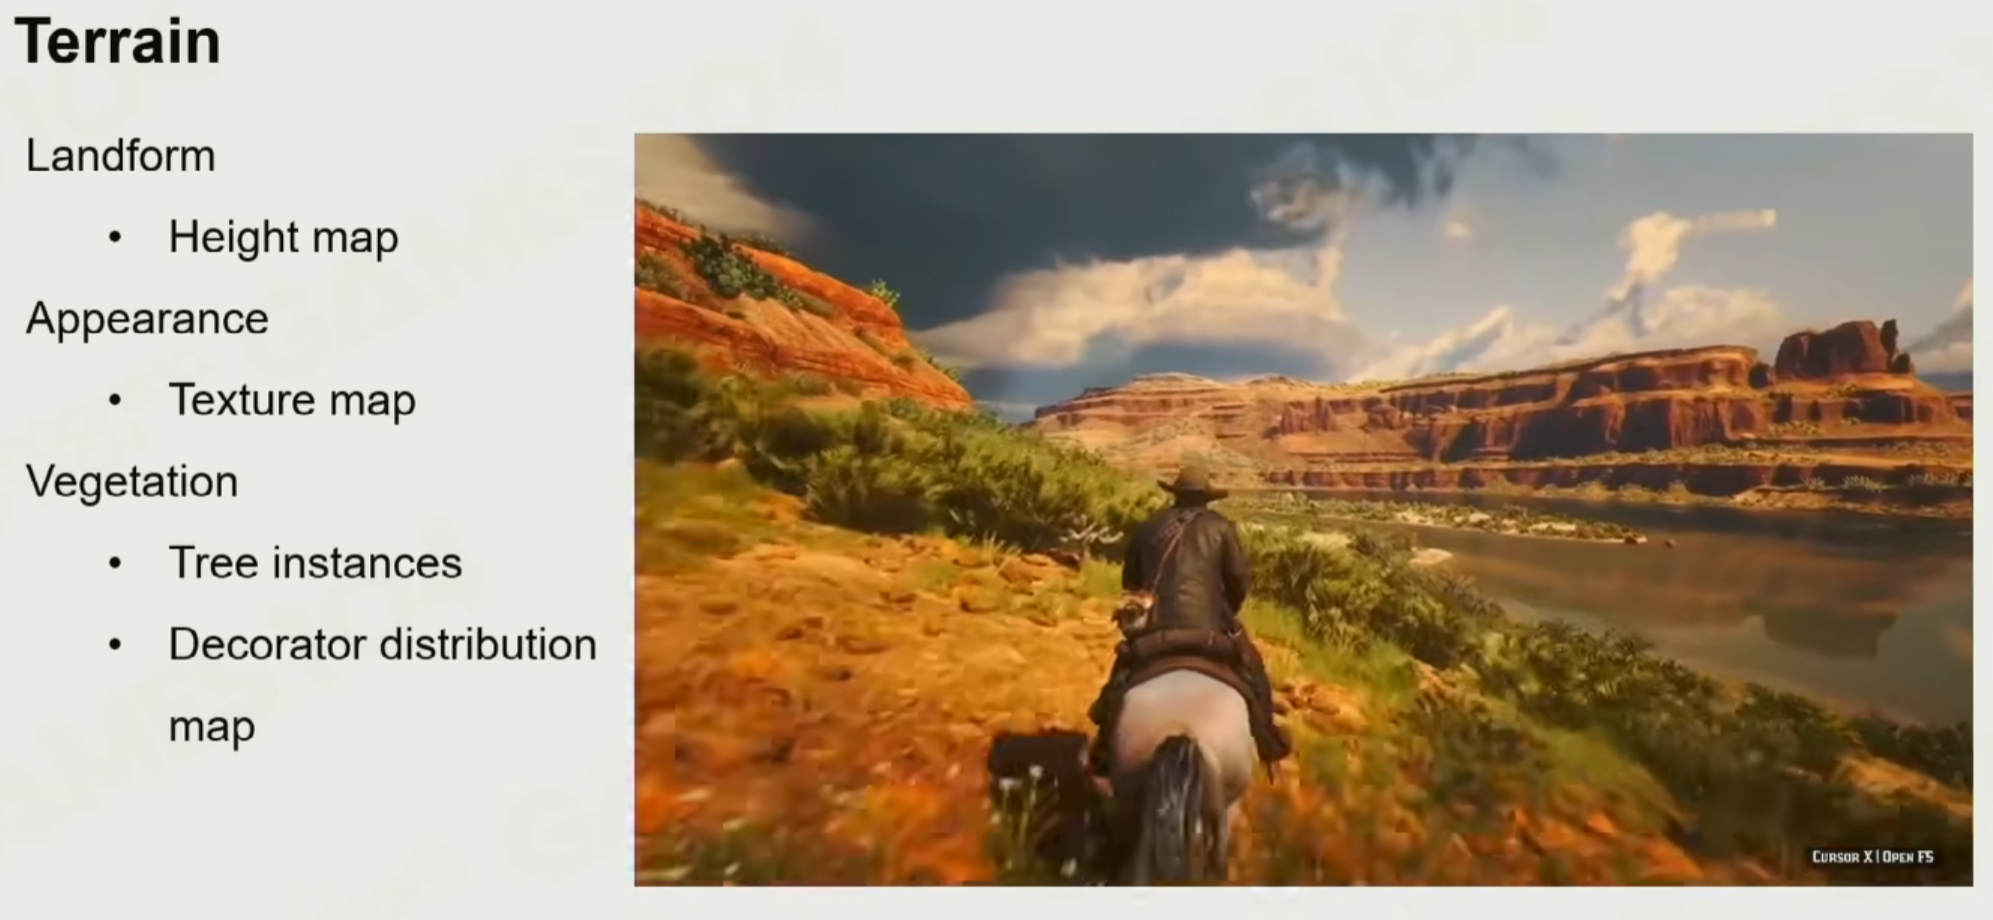 Terrain
Landform
• Height map
Appearance
• Texture map
Vegetation
• Tree instances
• Decorator distribution
map
CURSOR X | OPEN F5